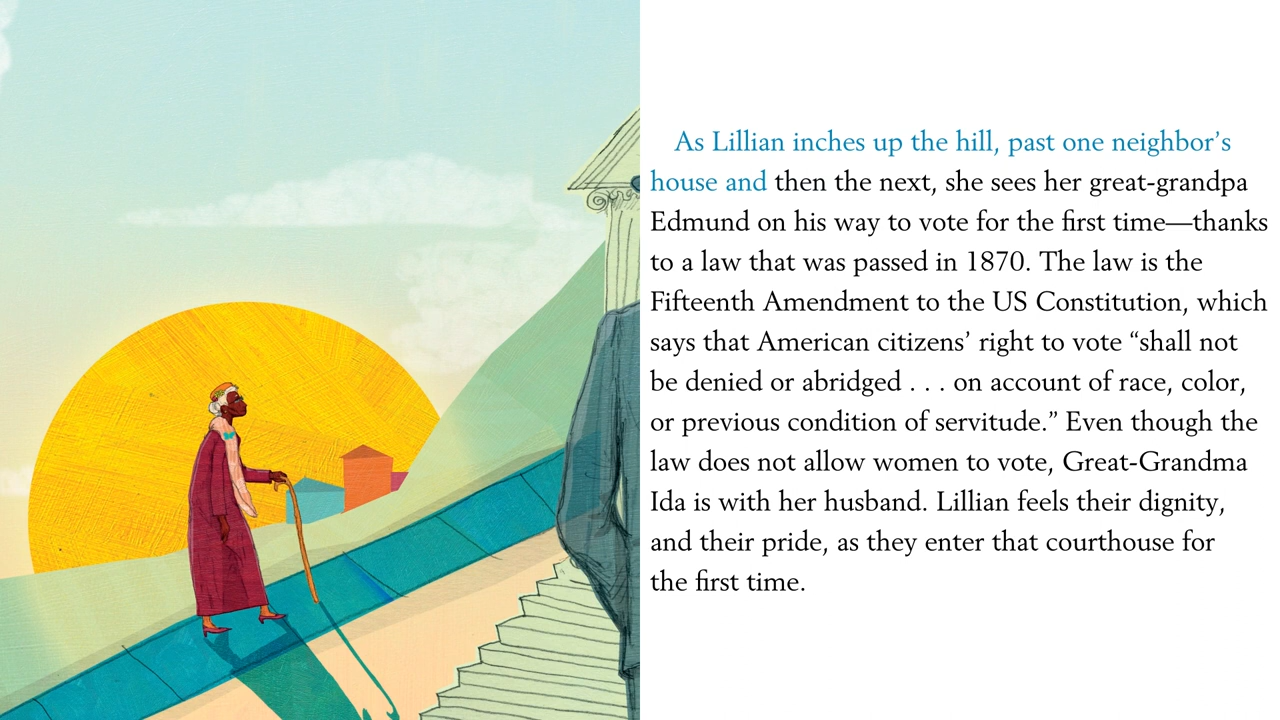 As Lillian inches up the hill, past one neighbor’s
house and then the next, she sees her great-grandpa
Edmund on his way to vote for the first time—thanks
to a law that was passed in 1870. The law is the
Fifteenth Amendment to the US Constitution, which
says that American citizens’ right to vote “shall not
be denied or abridged . . . on account of race, color,
or previous condition of servitude.” Even though the
law does not allow women to vote, Great-Grandma
Ida is with her husband. Lillian feels their dignity,
and their pride, as they enter that courthouse for
the first time.